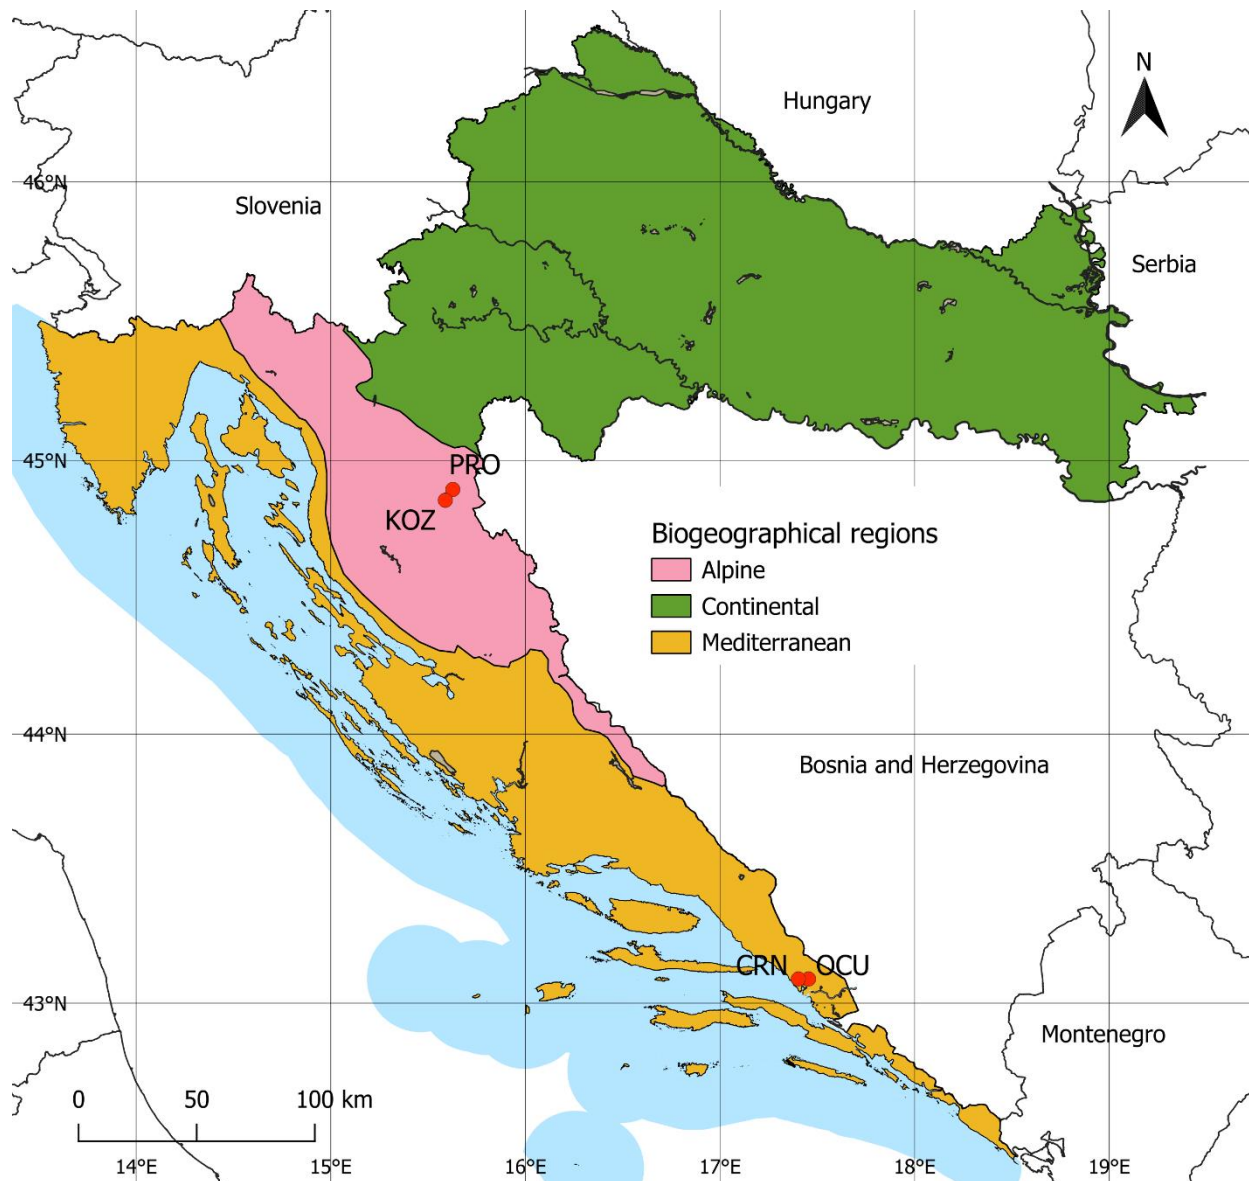 N
Hungary
46°N
Slovenia
Serbia
45°N
PRO
KOZ
Biogeographical regions
Alpine
Continental
Mediterranean
44°N
Bosnia and Herzegovina
CRN
OCU
43°N
Montenegro
0 50 100 km
14°E 15°E 16°E 17°E 18°E 19°E